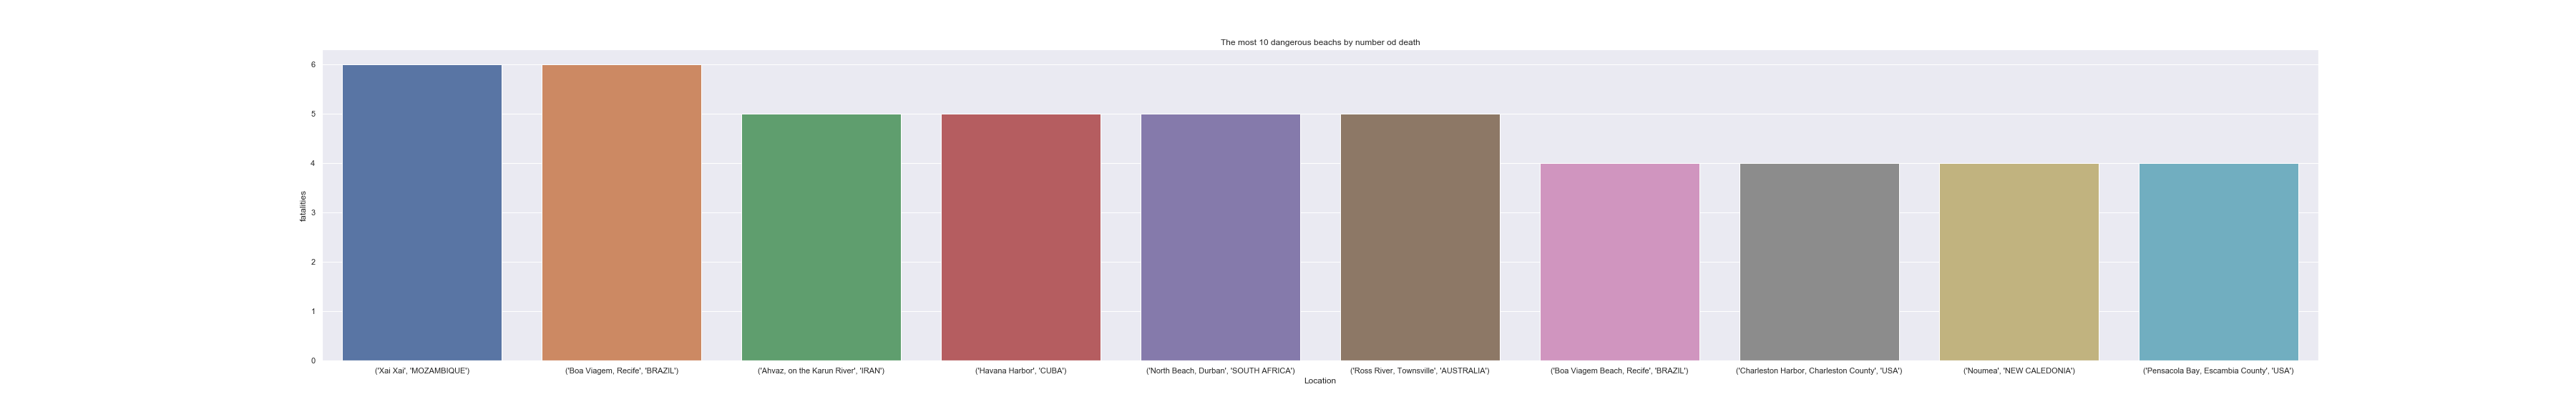 The most 10 dangerous beachs by number od death
6
5
4
3
2
1
0
fatalities
('Xai Xai', 'MOZAMBIQUE')
('Boa Viagem, Recife', 'BRAZIL')
('Ahvaz, on the Karun River', 'IRAN')
('Havana Harbor', 'CUBA')
('North Beach, Durban', 'SOUTH AFRICA')
('Ross River, Townsville', 'AUSTRALIA')
('Boa Viagem Beach, Recife', 'BRAZIL')
('Charleston Harbor, Charleston County', 'USA')
('Noumea', 'NEW CALEDONIA')
('Pensacola Bay, Escambia County', 'USA')
Location